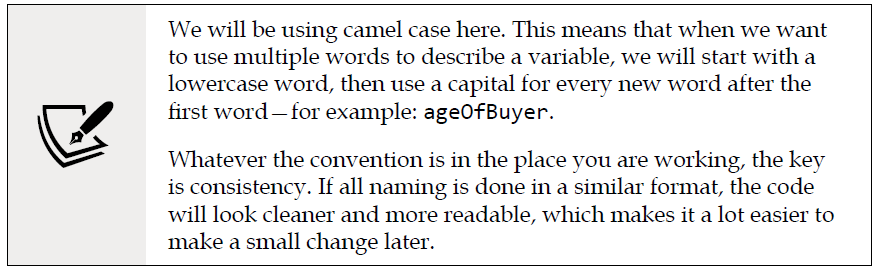 We will be using camel case here. This means that when we want
to use multiple words to describe a variable, we will start with a
lowercase word, then use a capital for every new word after the
first word—for example: ageOfBuyer.
Whatever the convention is in the place you are working, the key
is consistency. If all naming is done in a similar format, the code
will look cleaner and more readable, which makes it a lot easier to
make a small change later.